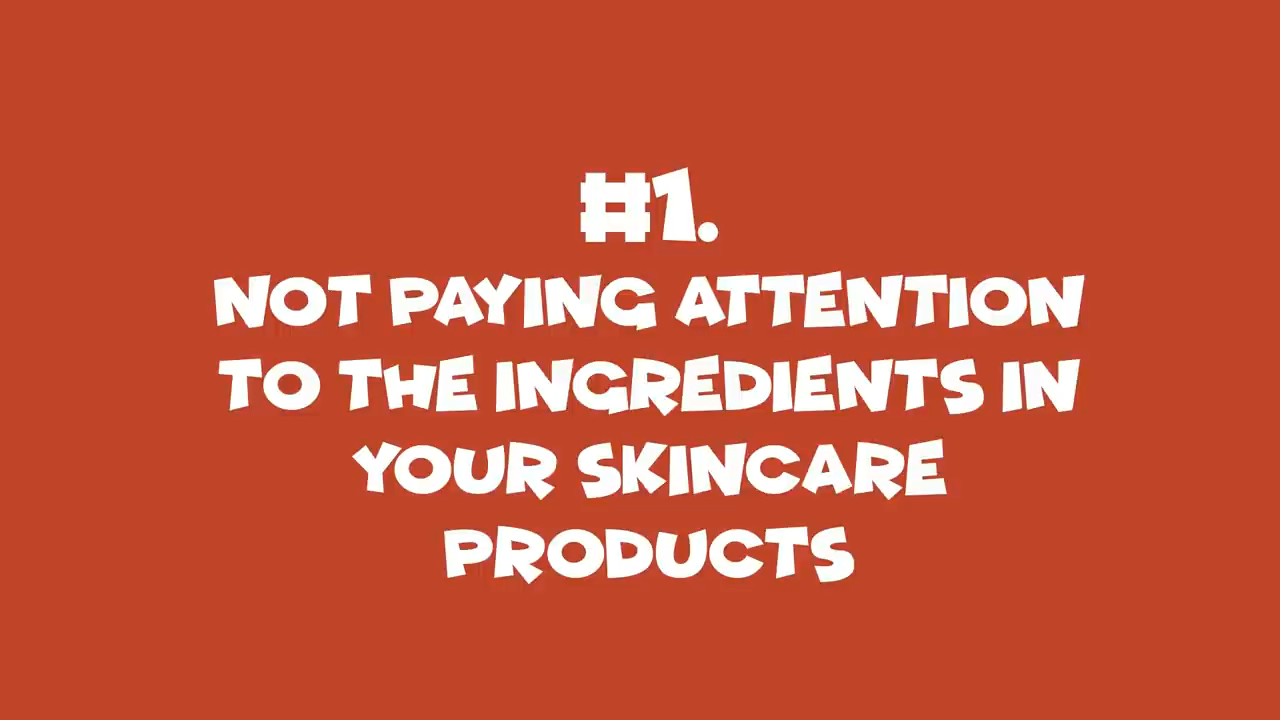 #1.
NOT PAYING ATTENTION
TO THE INGREDIENTS IN
YOUR SKINCARE
PRODUCTS